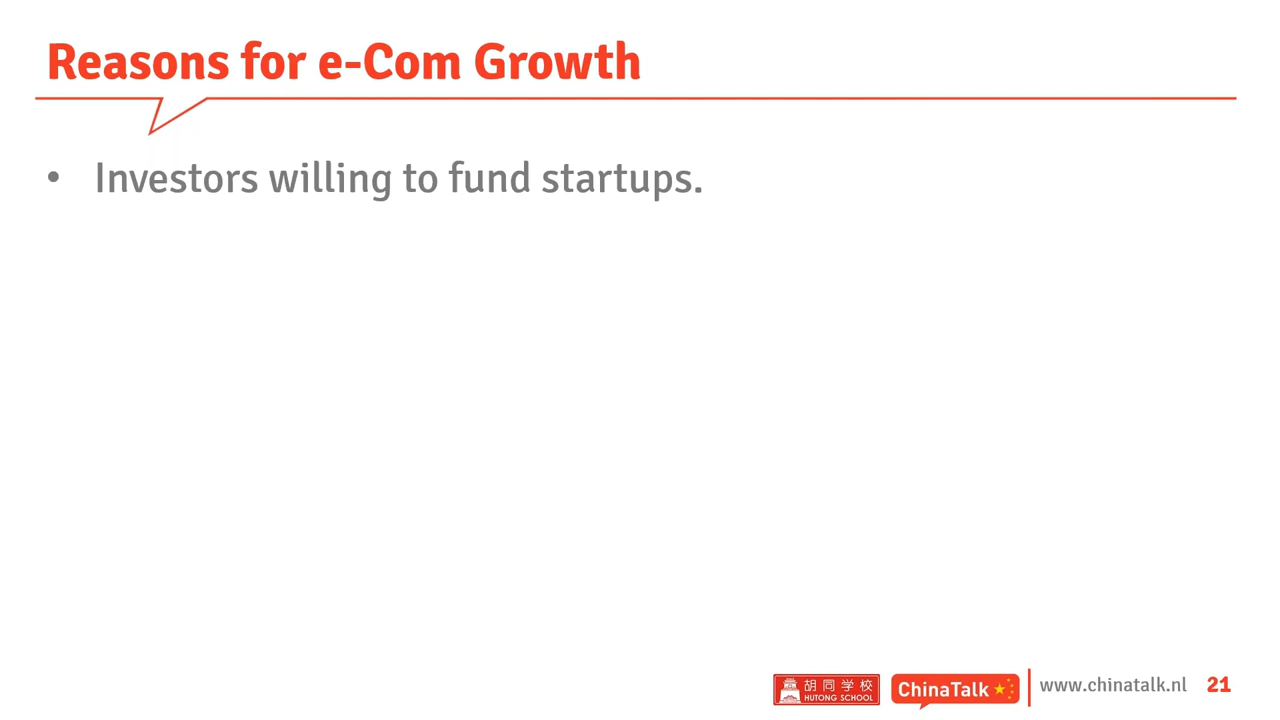 Reasons for e-Com Growth
• Investors willing to fund startups.
胡同学校
HUTONG SCHOOL
ChinaTalk
www.chinatalk.nl
21